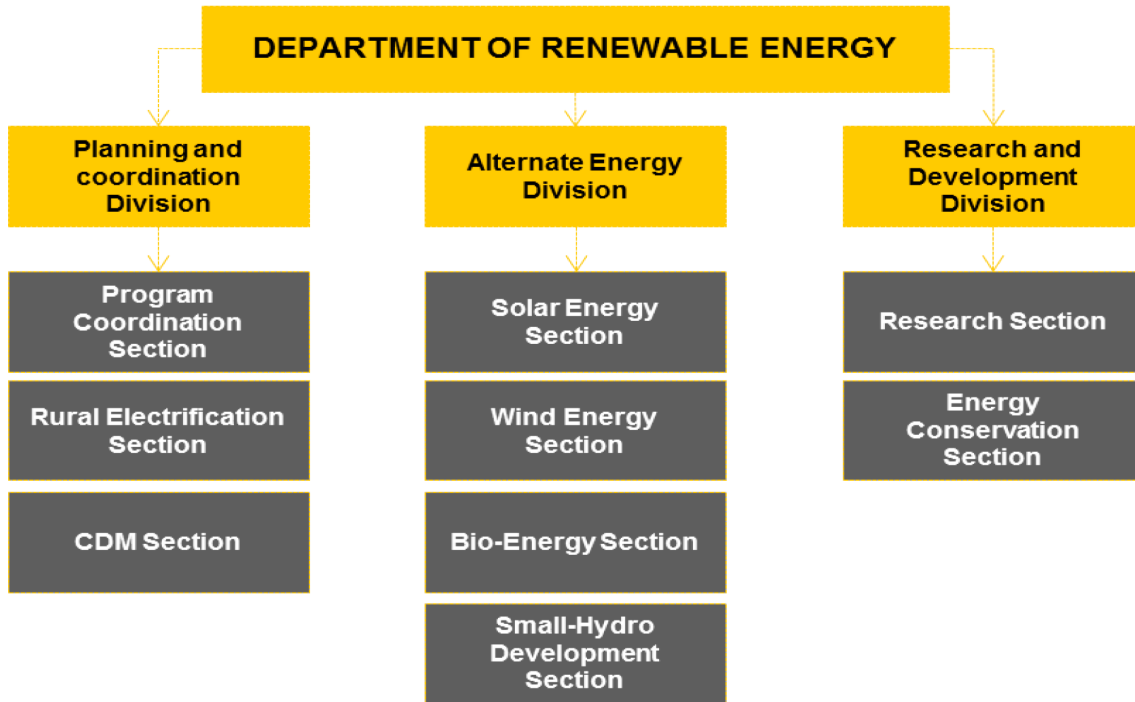 DEPARTMENT OF RENEWABLE ENERGY
Planning and
coordination
Division
Program
Coordination
Section
Rural Electrification
Section
CDM Section
Alternate Energy
Division
Solar Energy
Section
Wind Energy
Section
Bio-Energy Section
Small-Hydro
Development
Section
Research and
Development
Division
Research Section
Energy
Conservation
Section